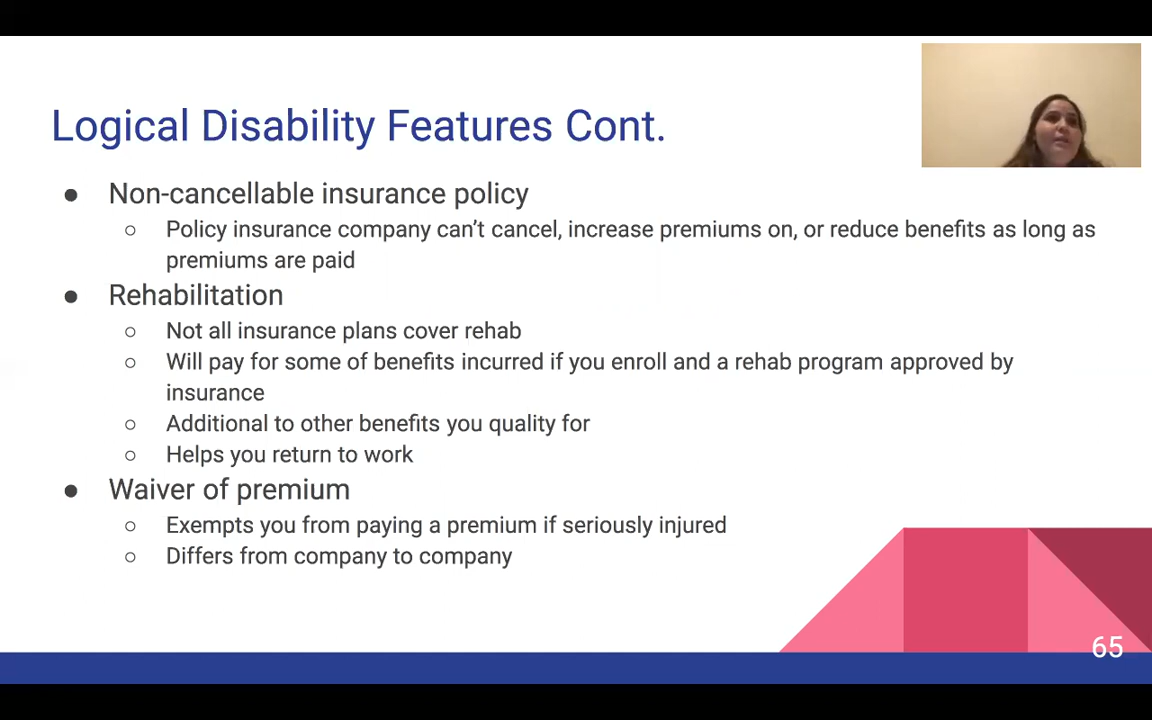 Logical Disability Features Cont.
● Non-cancellable insurance policy
○ Policy insurance company can't cancel, increase premiums on, or reduce benefits as long as
premiums are paid
● Rehabilitation
○ Not all insurance plans cover rehab
○ Will pay for some of benefits incurred if you enroll and a rehab program approved by
insurance
○ Additional to other benefits you quality for
○ Helps you return to work
● Waiver of premium
○ Exempts you from paying a premium if seriously injured
○ Differs from company to company
65